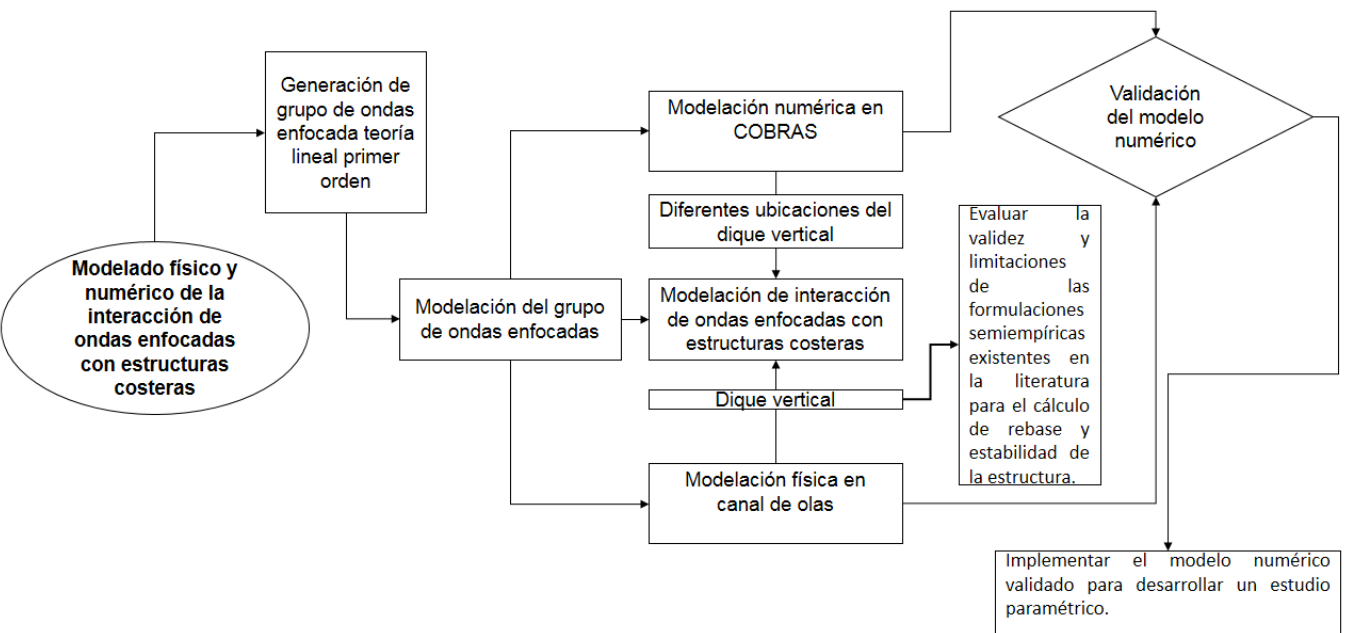 Modelado físico y
numérico de la
interacción de
ondas enfocadas
con estructuras
costeras
Generación de
grupo de ondas
enfocada teoría
lineal primer
orden
Modelación del grupo
de ondas enfocadas
Modelación numérica en
COBRAS
Diferentes ubicaciones del
dique vertical
Modelación de interacción
de ondas enfocadas con
estructuras costeras
Dique vertical
Modelación física en
canal de olas
Evaluar la
validez y
limitaciones
de las
formulaciones
semiempíricas
existentes en
la literatura
para el cálculo
de rebase y
estabilidad de
la estructura.
Validación
del modelo
numérico
Implementar el modelo numérico
validado para desarrollar un estudio
paramétrico.